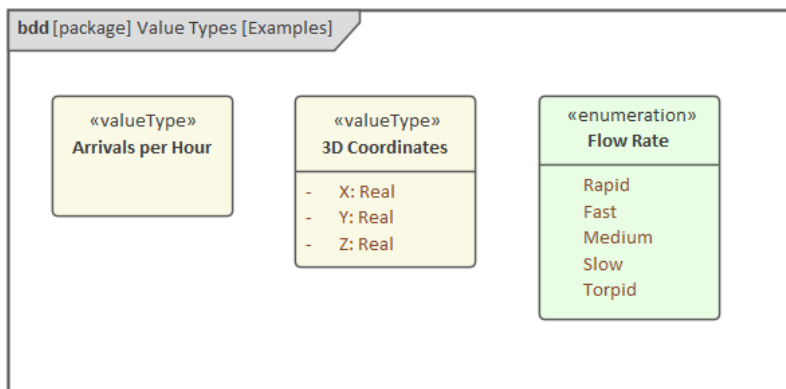 bdd [package] Value Types [Examples]
«valueType»
Arrivals per Hour
«valueType»
3D Coordinates
- X: Real
- Y: Real
- Z: Real
«enumeration»
Flow Rate
Rapid
Fast
Medium
Slow
Torpid